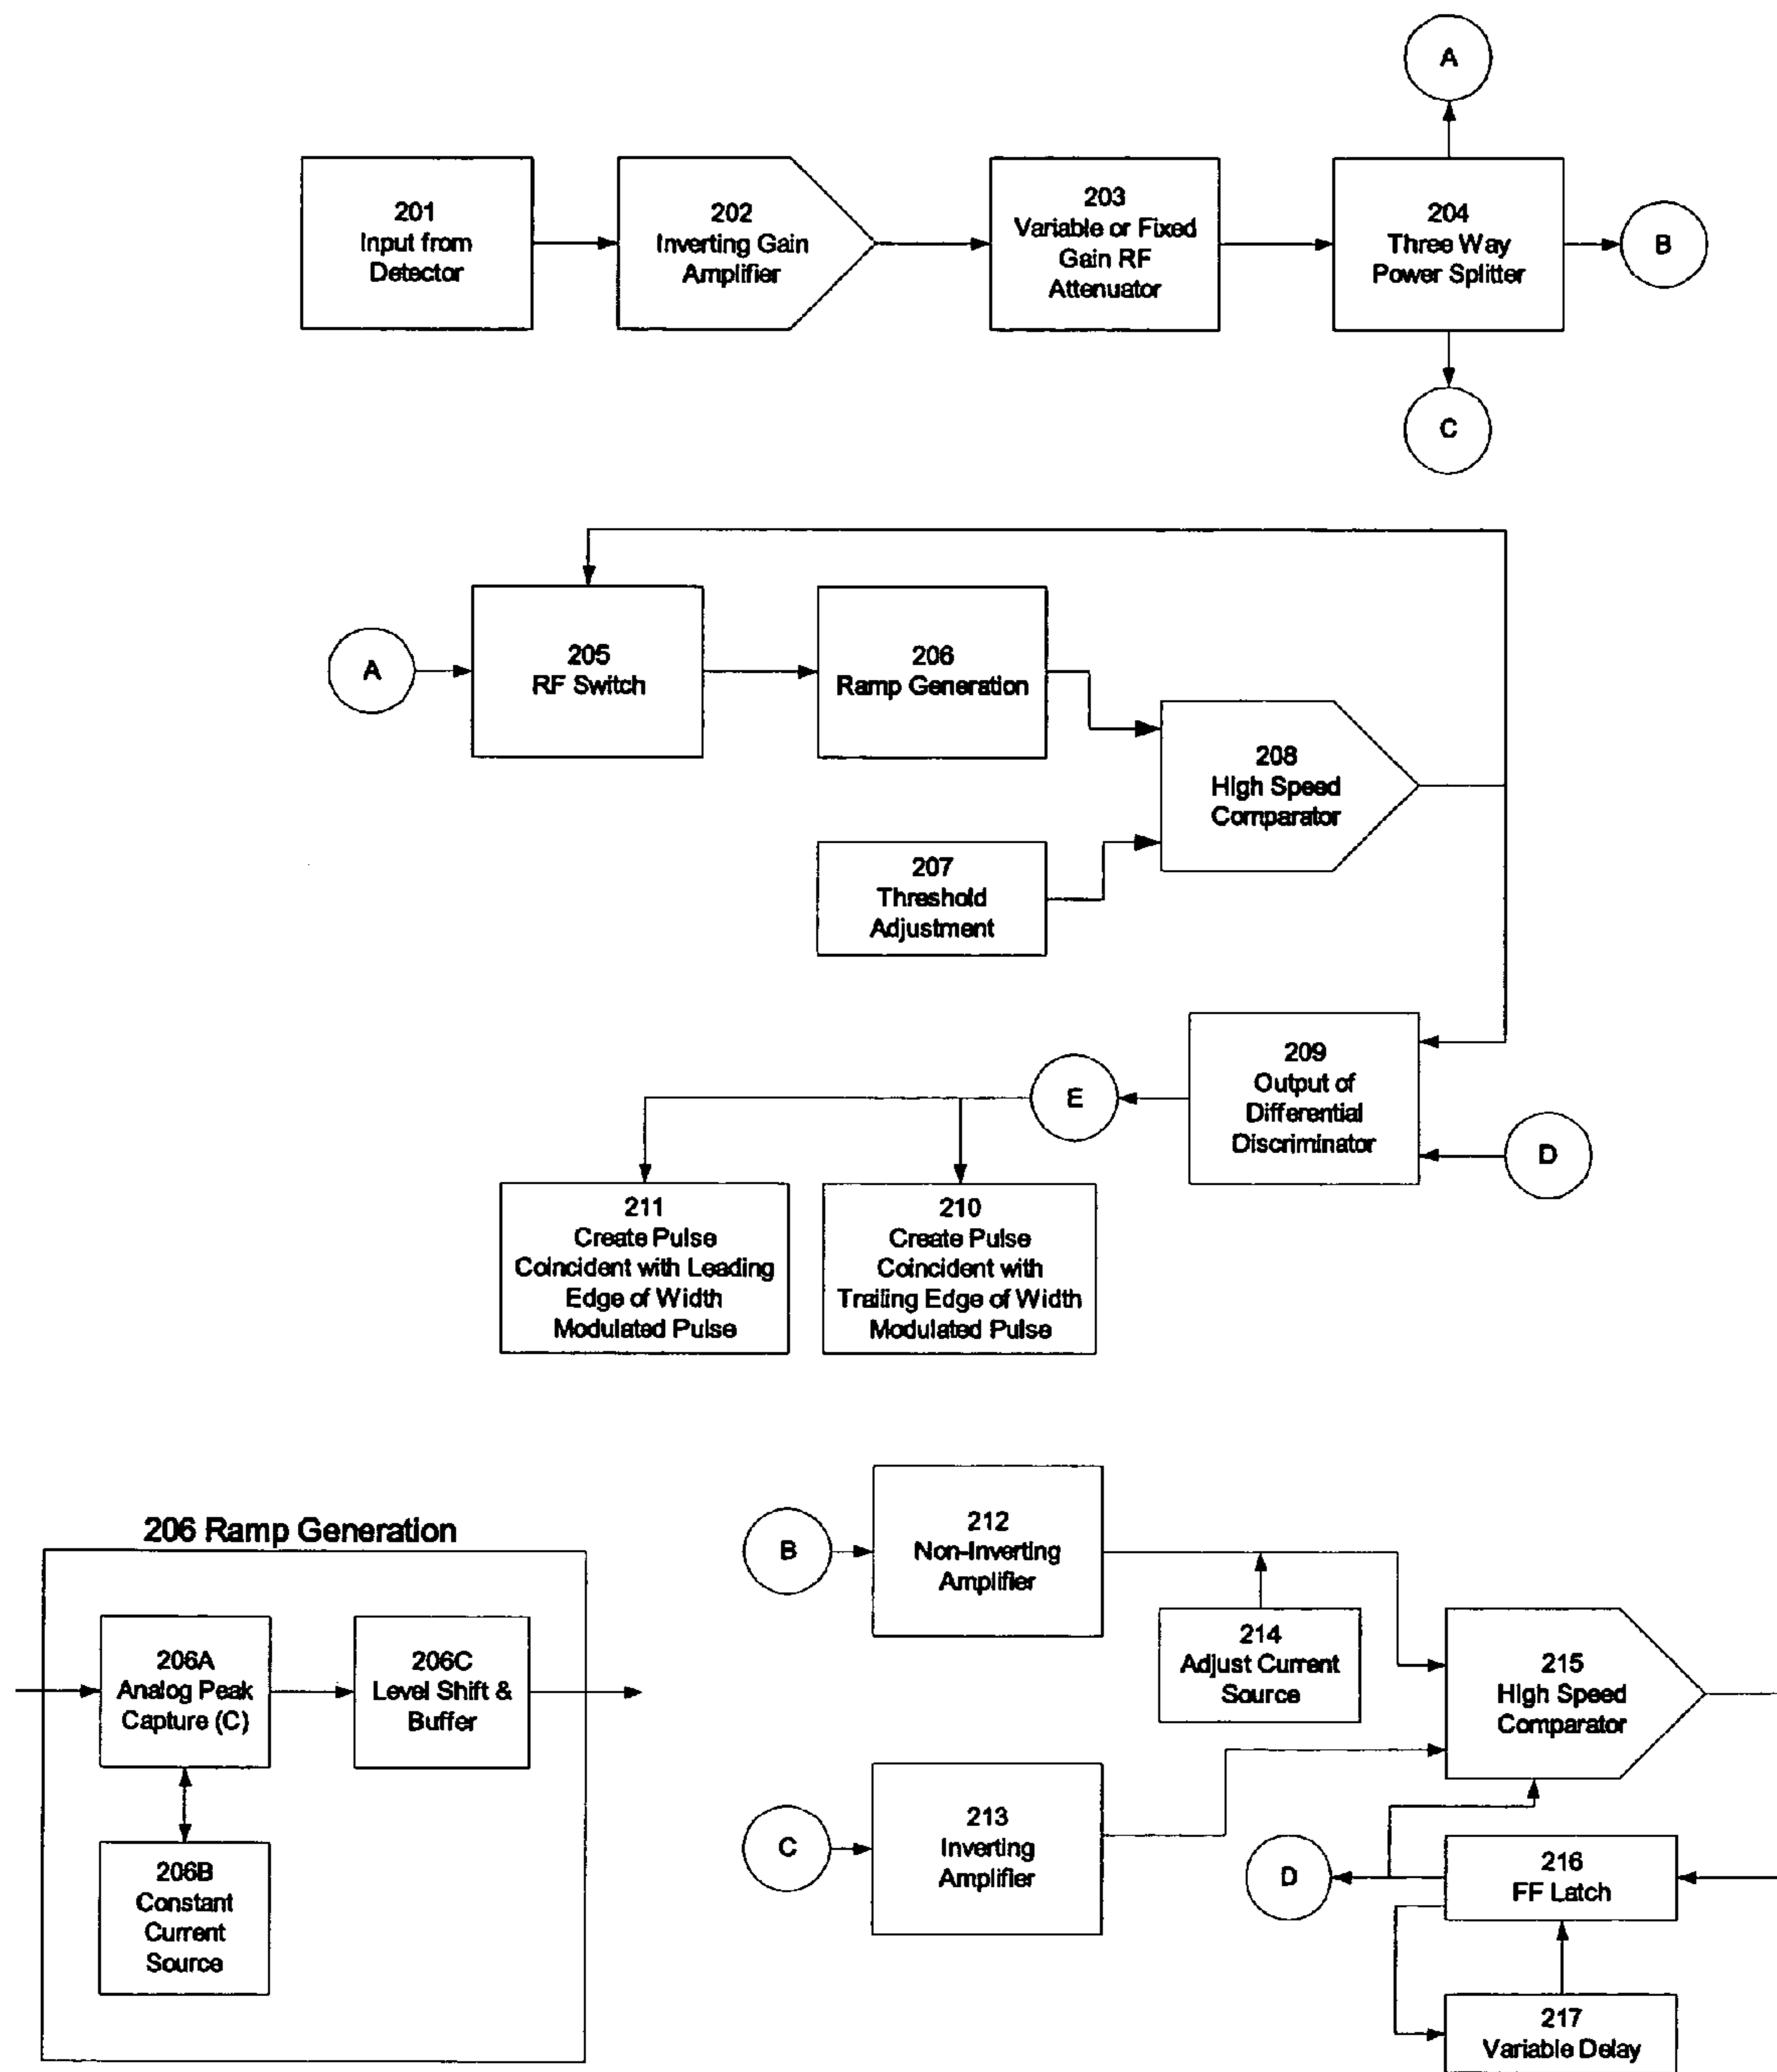 A
201
Input from
Detector
202
Inverting Gain
Amplifier
203
Variable or Fixed
Gain RF
Attenuator
204
Three Way
Power Splitter
B
C
A
205
RF Switch
206
Ramp Generation
208
High Speed
Comparator
207
Threshold
Adjustment
209
Output of
Differential
Discriminator
E
D
211
Create Pulse
Coincident with Leading
Edge of Width
Modulated Pulse
210
Create Pulse
Coincident with
Trailing Edge of Width
Modulated Pulse
206 Ramp Generation
206A
Analog Peak
Capture (C)
206C
Level Shift &
Buffer
206B
Constant
Current
Source
B
212
Non-Inverting
Amplifier
214
Adjust Current
Source
215
High Speed
Comparator
C
213
Inverting
Amplifier
D
216
FF Latch
217
Variable Delay